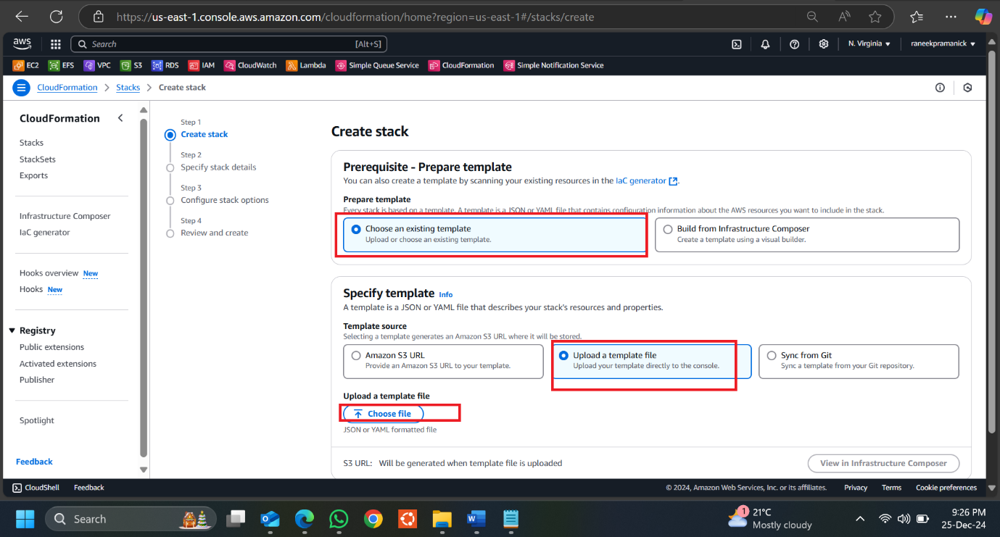 https://us-east-1.console.aws.amazon.com/cloudformation/home?region=us-east-1#/stacks/create
aws
Search [Alt+S]
N. Virginia
raneekpramanick
EC2 EFS VPC S3 RDS IAM CloudWatch Lambda Simple Queue Service CloudFormation Simple Notification Service
CloudFormation Stacks Create stack
CloudFormation
Stacks
StackSets
Exports
Infrastructure Composer
IaC generator
Hooks overview New
Hooks New
Registry
Public extensions
Activated extensions
Publisher
Spotlight
Feedback
Step 1
Create stack
Step 2
Specify stack details
Step 3
Configure stack options
Step 4
Review and create
Create stack
Prerequisite - Prepare template
You can also create a template by scanning your existing resources in the IaC generator.
Prepare template
Every stack is based on a template. A template is a JSON or YAML file that contains configuration information about the AWS resources you want to include in the stack.
Choose an existing template
Upload or choose an existing template.
Build from Infrastructure Composer
Create a template using a visual builder.
Specify template Info
A template is a JSON or YAML file that describes your stack's resources and properties.
Template source
Selecting a template generates an Amazon S3 URL where it will be stored.
Amazon S3 URL
Provide an Amazon S3 URL to your template.
Upload a template file
Upload your template directly to the console.
Sync from Git
Sync a template from your Git repository.
Upload a template file
Choose file
JSON or YAML formatted file
S3 URL: Will be generated when template file is uploaded
View in Infrastructure Composer
CloudShell Feedback
© 2024, Amazon Web Services, Inc. or its affiliates. Privacy Terms Cookie preferences
Search
1
21°C
Mostly cloudy
9:26 PM
25-Dec-24